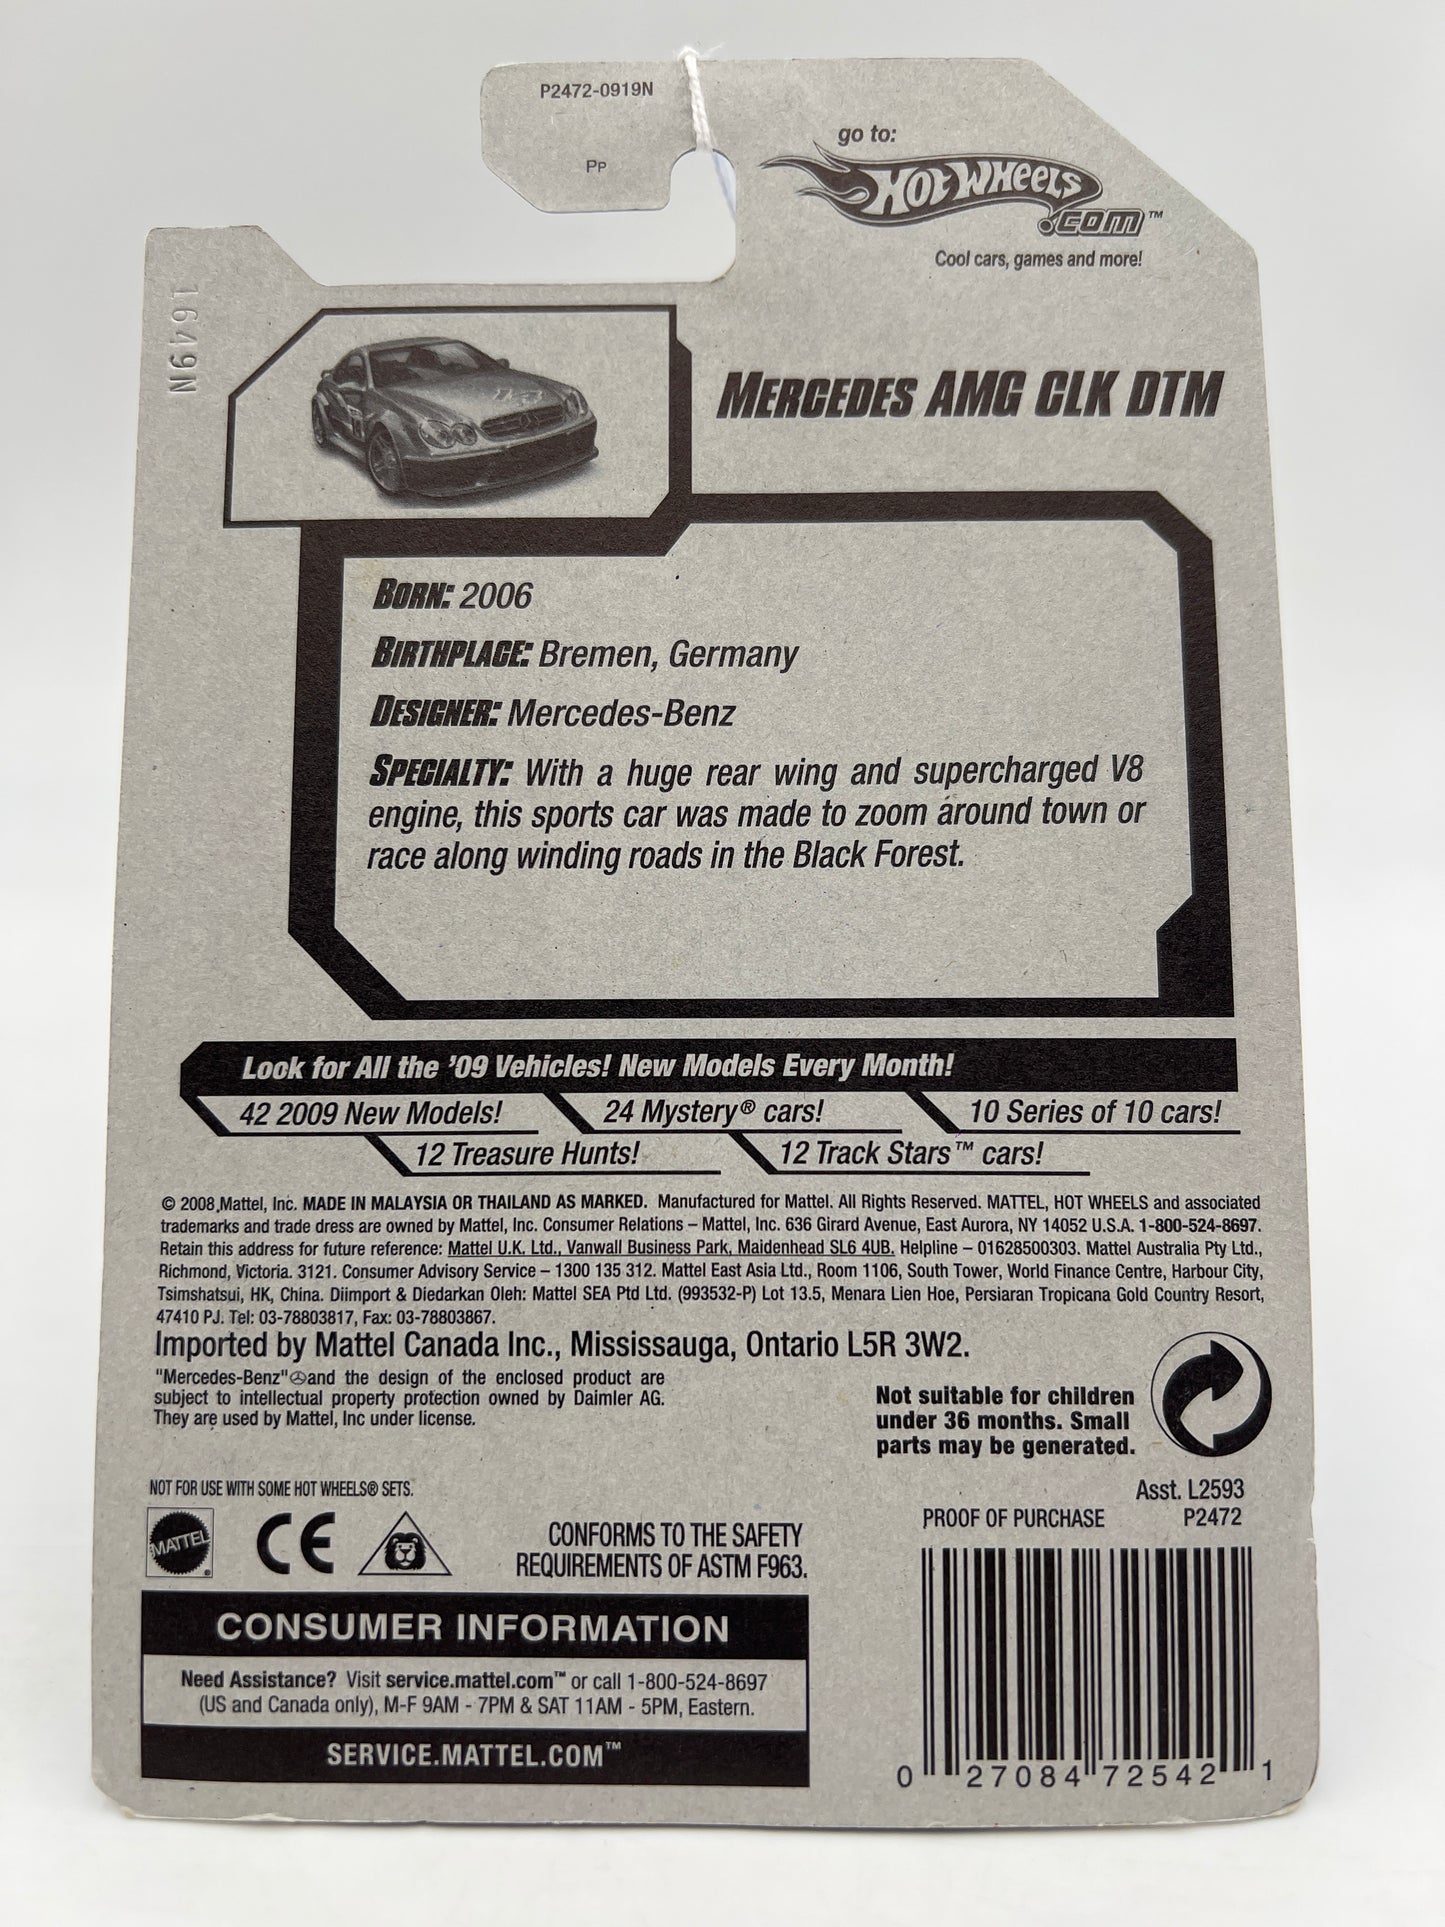 P2472-0919N
PP
go to:
HOT WHEELS
.COM™
Cool cars, games and more!
1649N
MERCEDES AMG CLK DTM
BORN: 2006
BIRTHPLACE: Bremen, Germany
DESIGNER: Mercedes-Benz
SPECIALTY: With a huge rear wing and supercharged V8
engine, this sports car was made to zoom around town or
race along winding roads in the Black Forest.
Look for All the '09 Vehicles! New Models Every Month!
42 2009 New Models!
24 Mystery® cars!
10 Series of 10 cars!
12 Treasure Hunts!
12 Track Stars™ cars!
© 2008 Mattel, Inc. MADE IN MALAYSIA OR THAILAND AS MARKED. Manufactured for Mattel. All Rights Reserved. MATTEL, HOT WHEELS and associated
trademarks and trade dress are owned by Mattel, Inc. Consumer Relations – Mattel, Inc. 636 Girard Avenue, East Aurora, NY 14052 U.S.A. 1-800-524-8697.
Retain this address for future reference: Mattel U.K. Ltd., Vanwall Business Park, Maidenhead SL6 4UB. Helpline – 01628500303. Mattel Australia Pty Ltd.,
Richmond, Victoria. 3121. Consumer Advisory Service – 1300 135 312. Mattel East Asia Ltd., Room 1106, South Tower, World Finance Centre, Harbour City,
Tsimshatsui, HK, China. Diimport & Diedarkan Oleh: Mattel SEA Ptd Ltd. (993532-P) Lot 13.5, Menara Lien Hoe, Persiaran Tropicana Gold Country Resort,
47410 PJ. Tel: 03-78803817, Fax: 03-78803867.
Imported by Mattel Canada Inc., Mississauga, Ontario L5R 3W2.
"Mercedes-Benz" and the design of the enclosed product are
subject to intellectual property protection owned by Daimler AG.
They are used by Mattel, Inc under license.
Not suitable for children
under 36 months. Small
parts may be generated.
NOT FOR USE WITH SOME HOT WHEELS® SETS.
Asst. L2593
PROOF OF PURCHASE P2472
MATTEL®
CE
CONFORMS TO THE SAFETY
REQUIREMENTS OF ASTM F963.
CONSUMER INFORMATION
Need Assistance? Visit service.mattel.com™ or call 1-800-524-8697
(US and Canada only), M-F 9AM - 7PM & SAT 11AM - 5PM, Eastern.
SERVICE.MATTEL.COM™
0 27084 72542 1